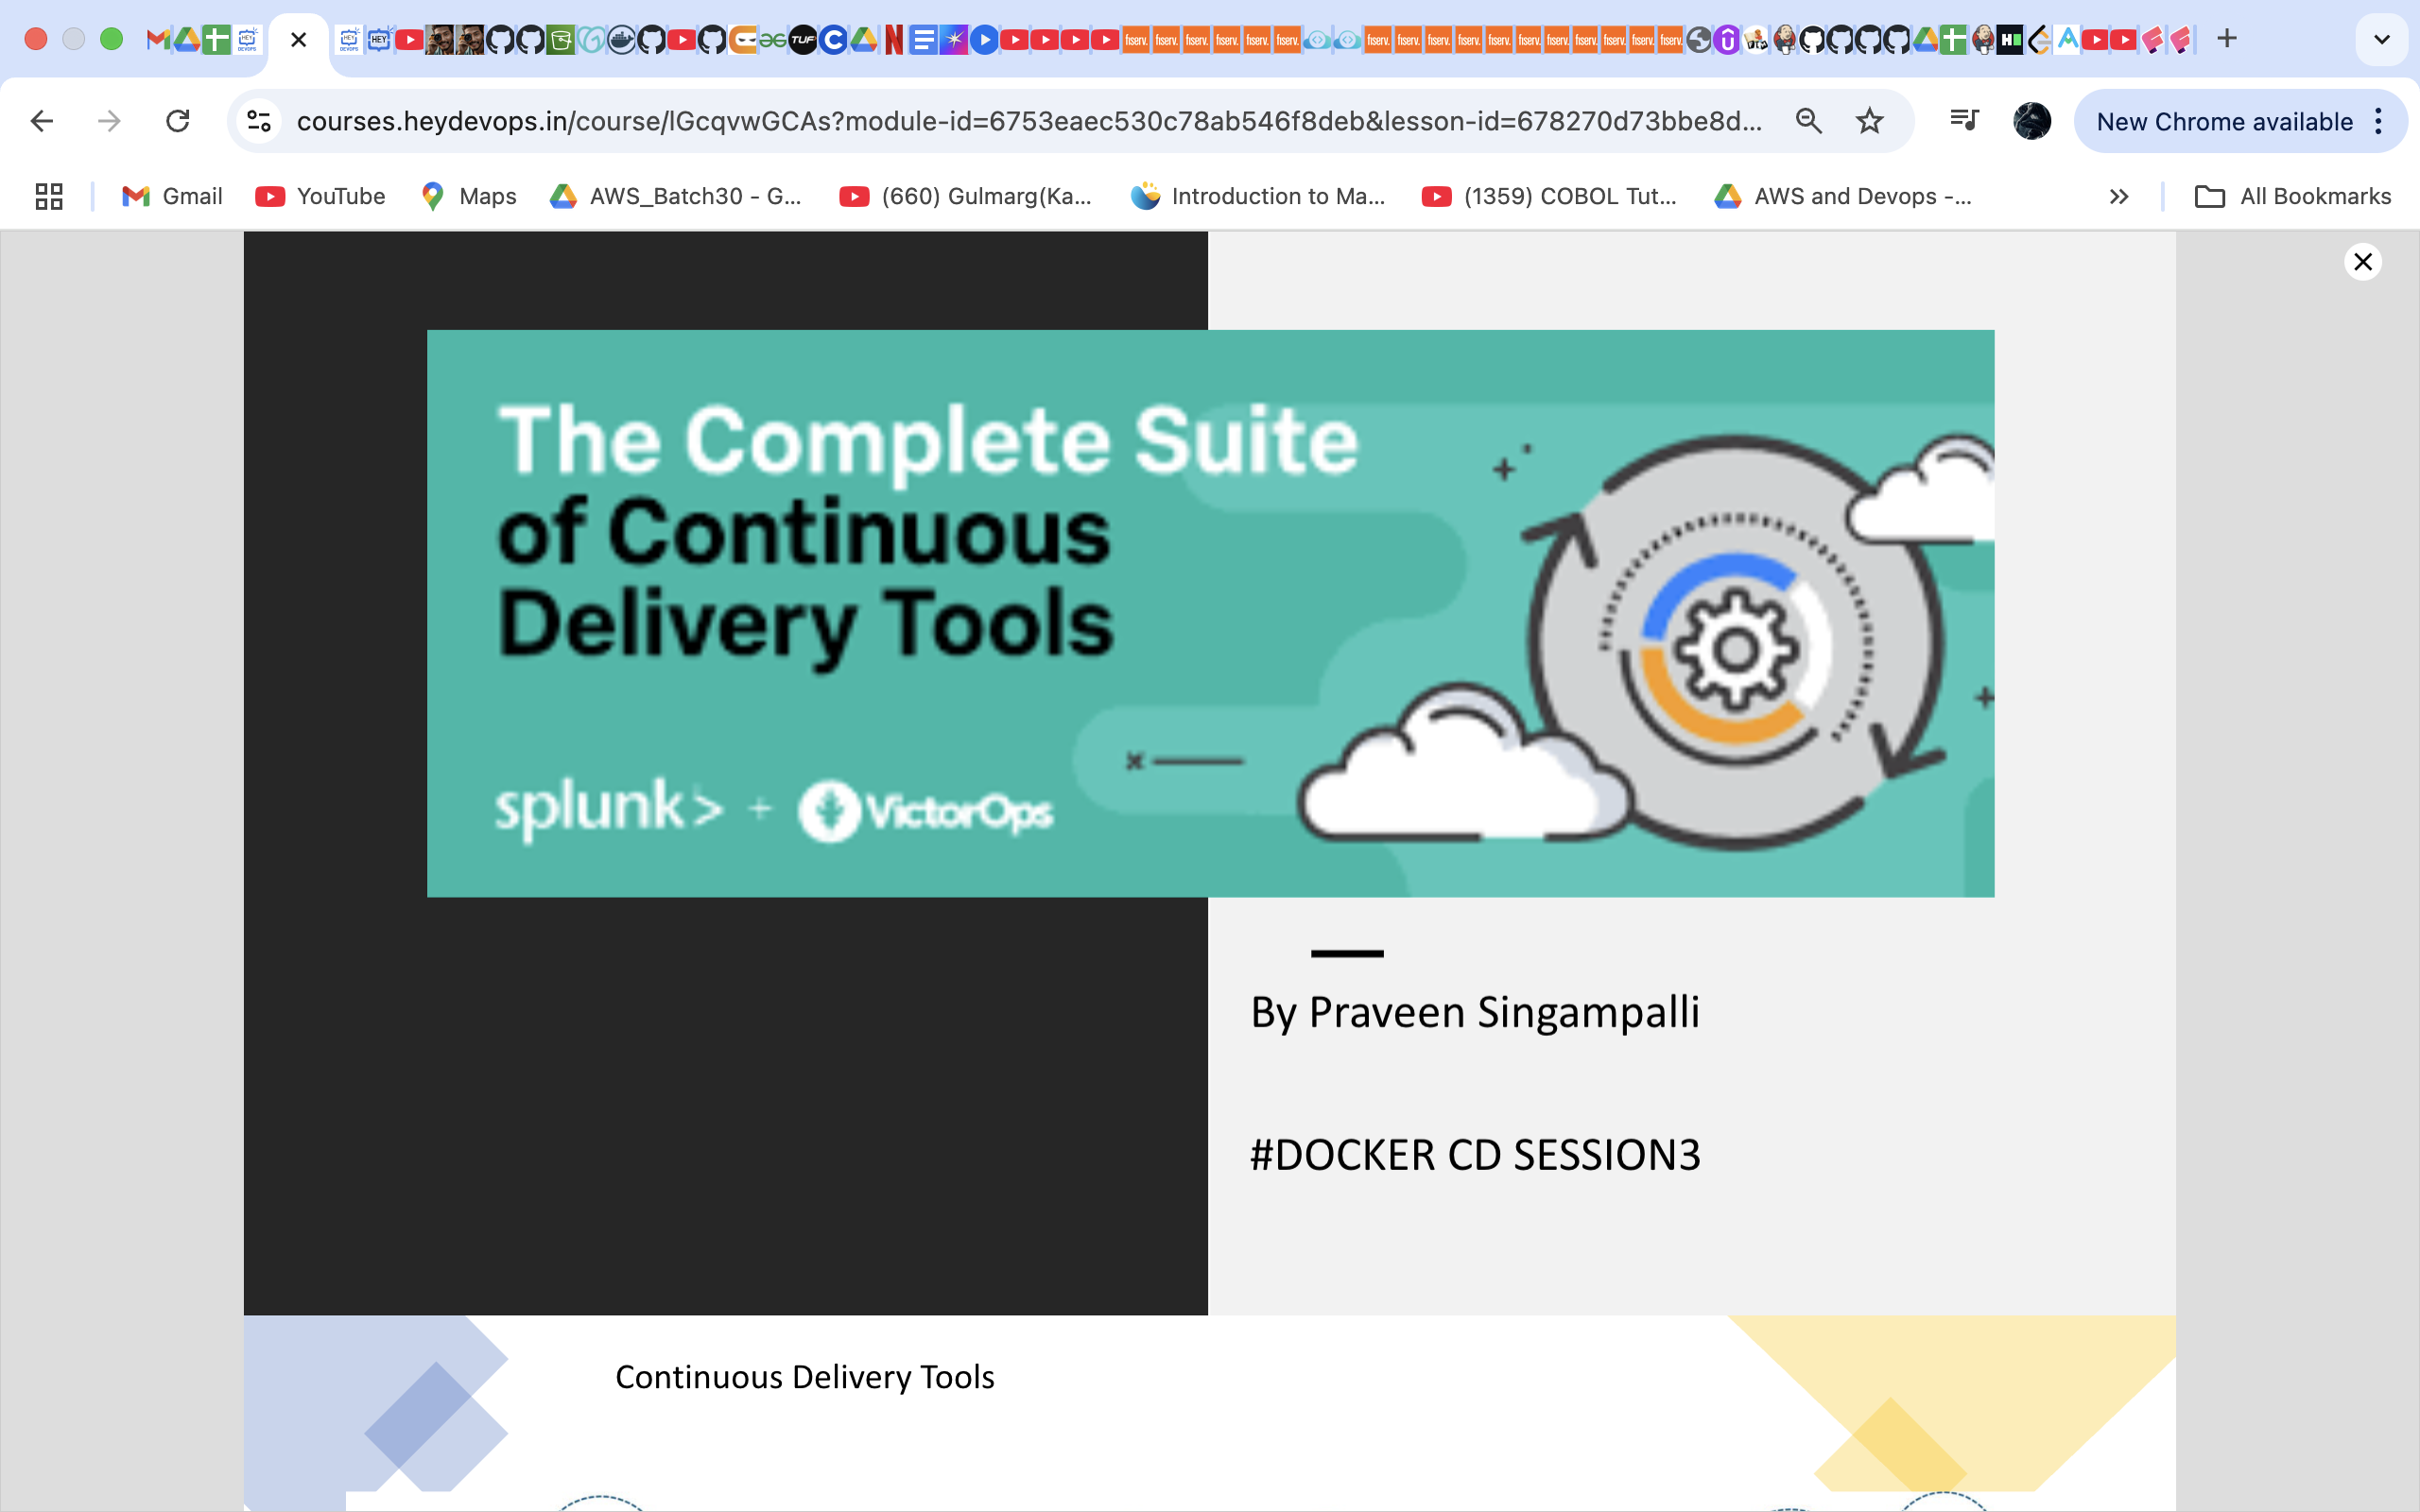 courses.heydevops.in/course/lGcqvwGCAs?module-id=6753eaec530c78ab546f8deb&lesson-id=678270d73bbe8d...
New Chrome available
Gmail
YouTube
Maps
AWS_Batch30 - G...
(660) Gulmarg(Ka...
Introduction to Ma...
(1359) COBOL Tut...
AWS and Devops -...
All Bookmarks
The Complete Suite
of Continuous
Delivery Tools
splunk> + VictorOps
By Praveen Singampalli
#DOCKER CD SESSION3
Continuous Delivery Tools